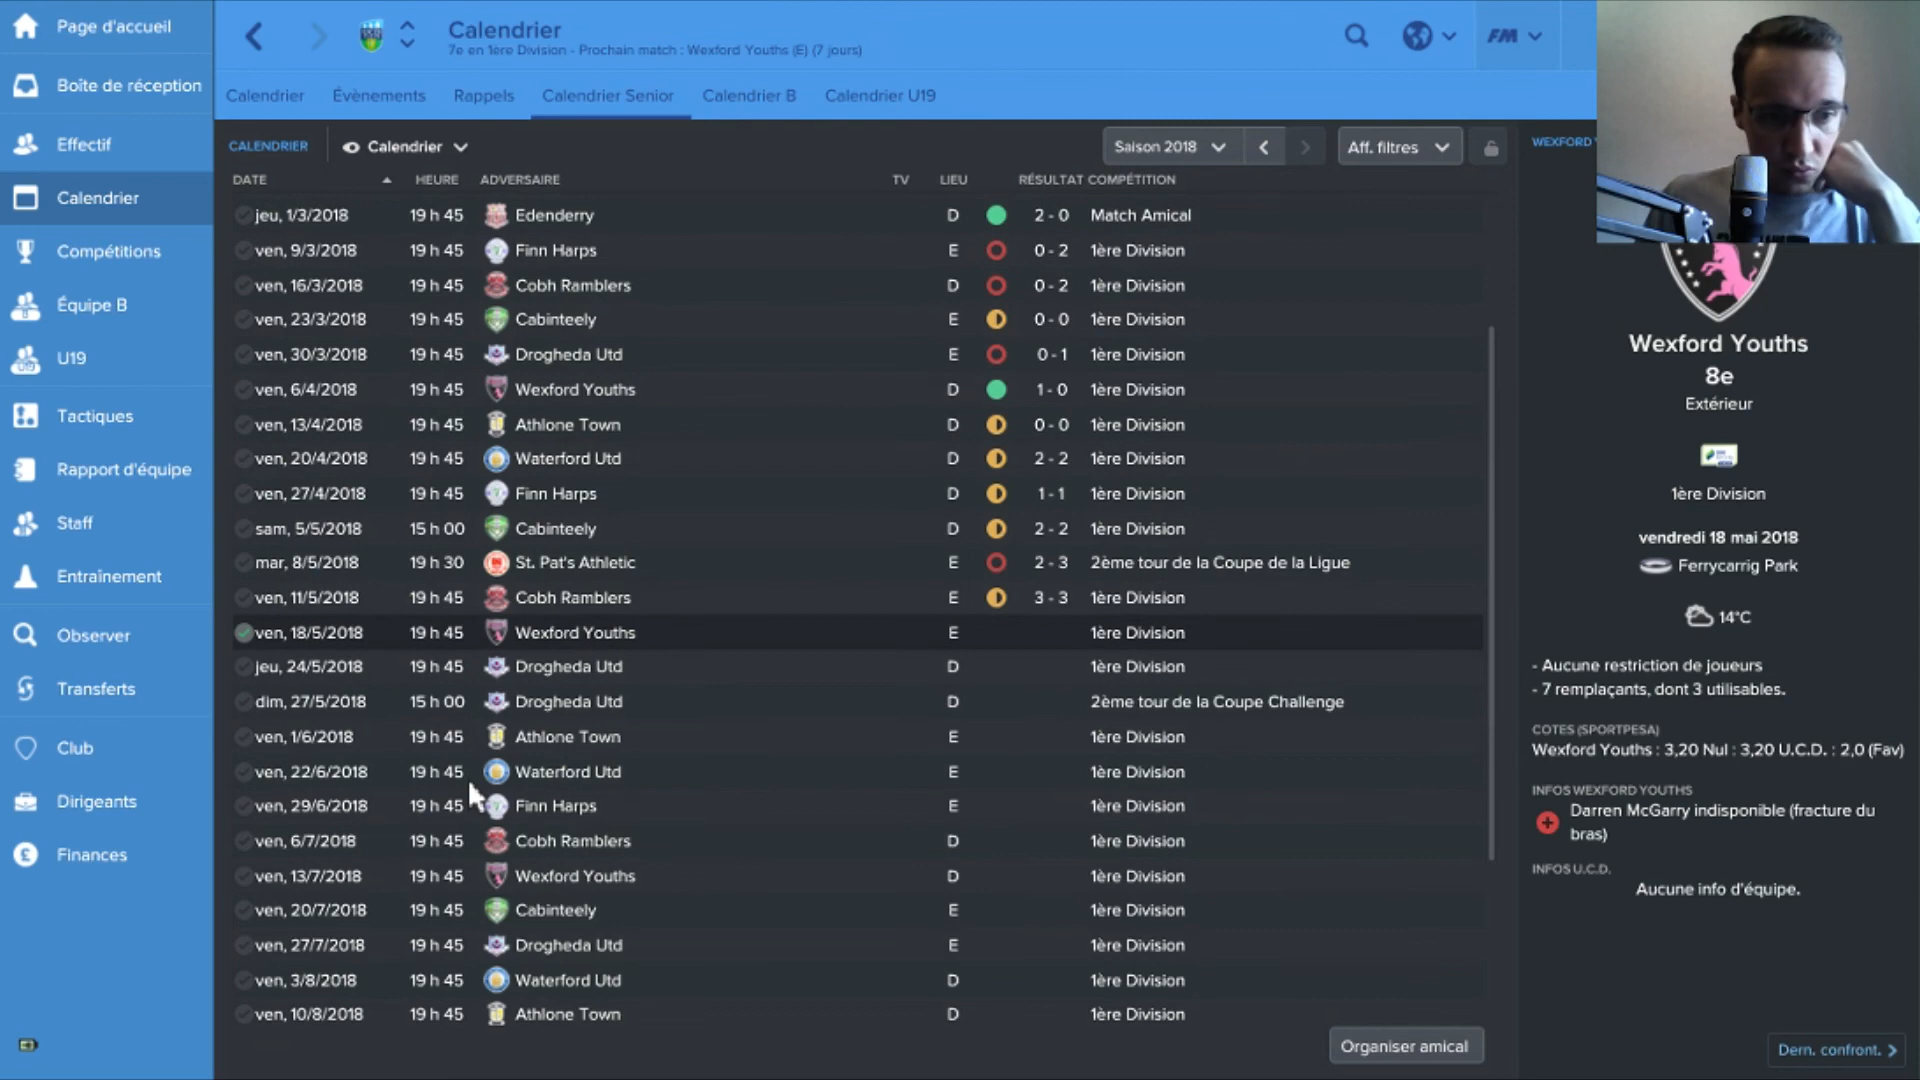 Page d'accueil
Boîte de réception
Effectif
Calendrier
Compétitions
Équipe B
U19
Tactiques
Rapport d'équipe
Staff
Entraînement
Observer
Transferts
Club
Dirigeants
Finances
Calendrier
7e en 1ère Division - Prochain match : Wexford Youths (E) (7 jours)
FM
Calendrier Évènements Rappels Calendrier Senior Calendrier B Calendrier U19
CALENDRIER Calendrier Saison 2018 Aff. filtres
DATE HEURE ADVERSAIRE TV LIEU RÉSULTAT COMPÉTITION
jeu, 1/3/2018 19 h 45 Edenderry D 2 - 0 Match Amical
ven, 9/3/2018 19 h 45 Finn Harps E 0 - 2 1ère Division
ven, 16/3/2018 19 h 45 Cobh Ramblers D 0 - 2 1ère Division
ven, 23/3/2018 19 h 45 Cabinteely E 0 - 0 1ère Division
ven, 30/3/2018 19 h 45 Drogheda Utd E 0 - 1 1ère Division
ven, 6/4/2018 19 h 45 Wexford Youths D 1 - 0 1ère Division
ven, 13/4/2018 19 h 45 Athlone Town D 0 - 0 1ère Division
ven, 20/4/2018 19 h 45 Waterford Utd D 2 - 2 1ère Division
ven, 27/4/2018 19 h 45 Finn Harps D 1 - 1 1ère Division
sam, 5/5/2018 15 h 00 Cabinteely D 2 - 2 1ère Division
mar, 8/5/2018 19 h 30 St. Pat's Athletic E 2 - 3 2ème tour de la Coupe de la Ligue
ven, 11/5/2018 19 h 45 Cobh Ramblers E 3 - 3 1ère Division
ven, 18/5/2018 19 h 45 Wexford Youths E 1ère Division
jeu, 24/5/2018 19 h 45 Drogheda Utd D 1ère Division
dim, 27/5/2018 15 h 00 Drogheda Utd D 2ème tour de la Coupe Challenge
ven, 1/6/2018 19 h 45 Athlone Town E 1ère Division
ven, 22/6/2018 19 h 45 Waterford Utd E 1ère Division
ven, 29/6/2018 19 h 45 Finn Harps E 1ère Division
ven, 6/7/2018 19 h 45 Cobh Ramblers D 1ère Division
ven, 13/7/2018 19 h 45 Wexford Youths D 1ère Division
ven, 20/7/2018 19 h 45 Cabinteely E 1ère Division
ven, 27/7/2018 19 h 45 Drogheda Utd E 1ère Division
ven, 3/8/2018 19 h 45 Waterford Utd D 1ère Division
ven, 10/8/2018 19 h 45 Athlone Town D 1ère Division
Organiser amical
WEXFORD
Wexford Youths
8e
Extérieur
1ère Division
vendredi 18 mai 2018
Ferrycarrig Park
14°C
- Aucune restriction de joueurs
- 7 remplaçants, dont 3 utilisables.
COTES (SPORTPESA)
Wexford Youths : 3,20 Nul : 3,20 U.C.D. : 2,0 (Fav)
INFOS WEXFORD YOUTHS
Darren McGarry indisponible (fracture du
bras)
INFOS U.C.D.
Aucune info d'équipe.
Dern. confront.